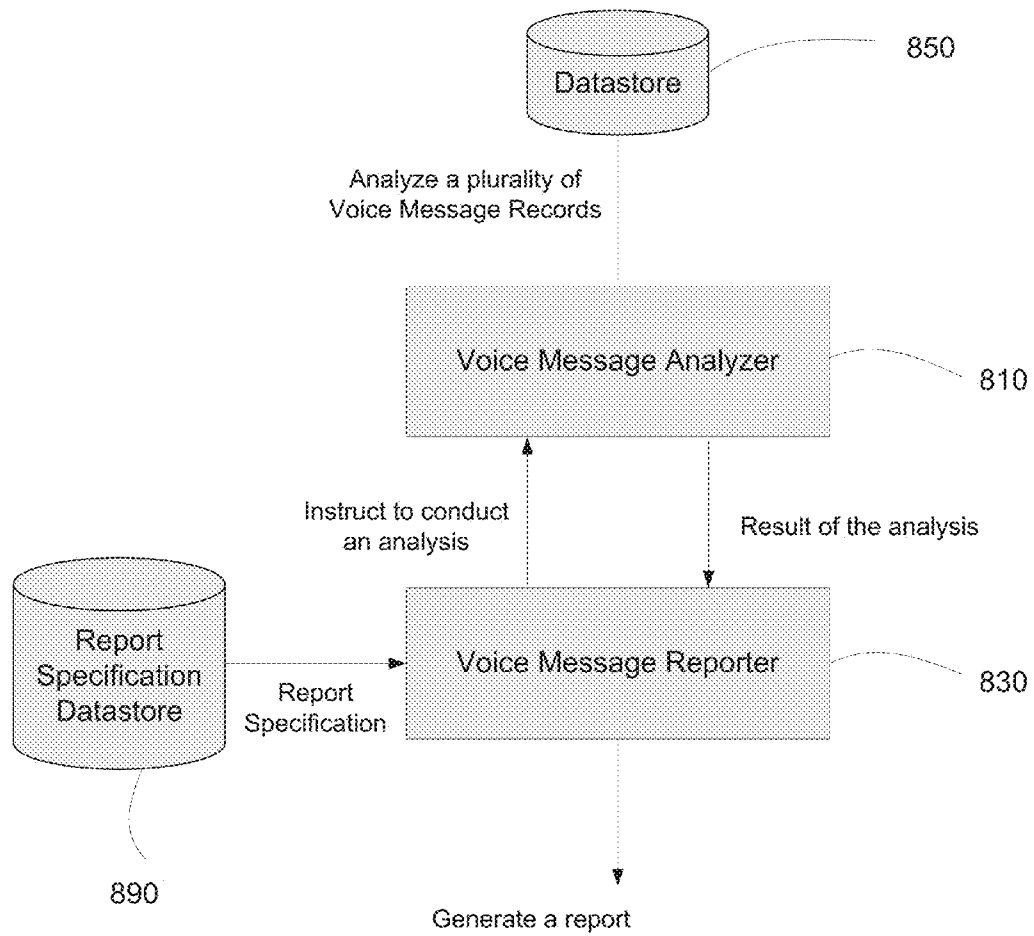 850
Datastore
Analyze a plurality of
Voice Message Records
Voice Message Analyzer
810
Instruct to conduct
an analysis
Result of the analysis
Report
Specification
Datastore
Report
Specification
Voice Message Reporter
830
890
Generate a report